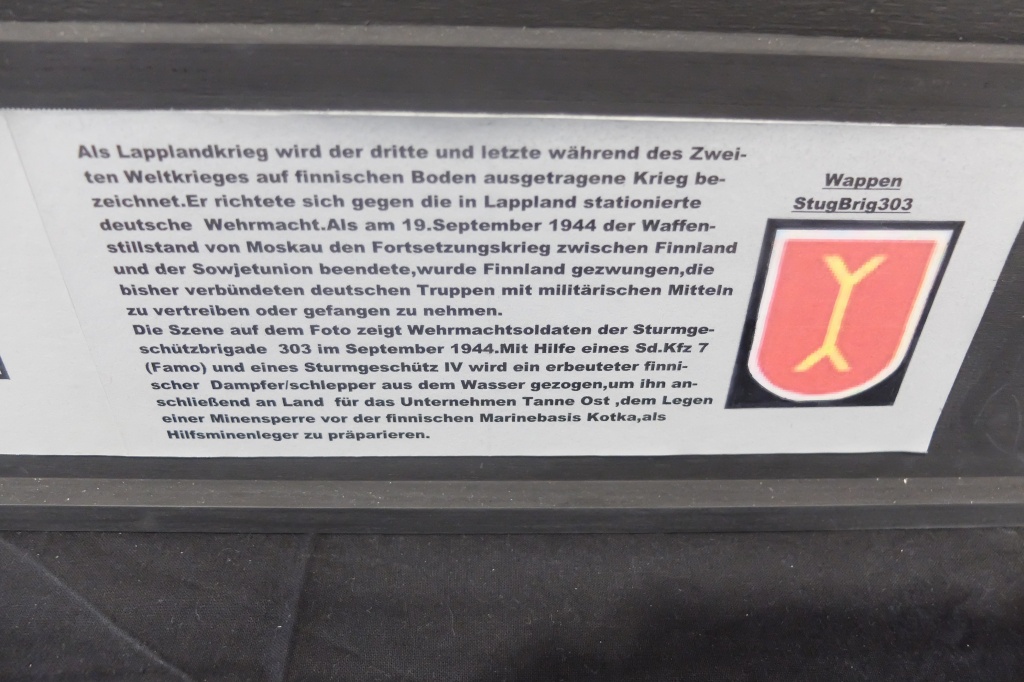 Als Lapplandkrieg wird der dritte und letzte während des Zwei-
ten Weltkrieges auf finnischen Boden ausgetragene Krieg be-
zeichnet.Er richtete sich gegen die in Lappland stationierte
deutsche Wehrmacht.Als am 19.September 1944 der Waffen-
stillstand von Moskau den Fortsetzungskrieg zwischen Finnland
und der Sowjetunion beendete,wurde Finnland gezwungen,die
bisher verbündeten deutschen Truppen mit militärischen Mitteln
zu vertreiben oder gefangen zu nehmen.
Die Szene auf dem Foto zeigt Wehrmachtsoldaten der Sturmge-
schützbrigade 303 im September 1944.Mit Hilfe eines Sd.Kfz 7
(Famo) und eines Sturmgeschütz IV wird ein erbeuteter finni-
scher Dampfer/schlepper aus dem Wasser gezogen,um ihn an-
schließend an Land für das Unternehmen Tanne Ost ,dem Legen
einer Minensperre vor der finnischen Marinebasis Kotka,als
Hilfsminenleger zu präparieren.
Wappen
StugBrig303